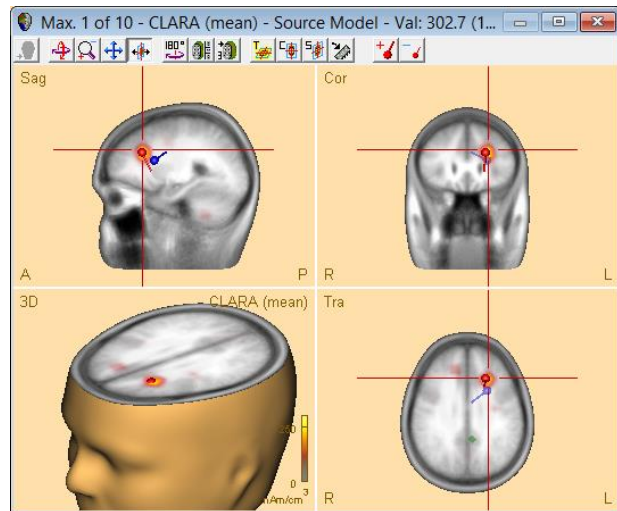 Max. 1 of 10 - CLARA (mean) - Source Model - Val: 302.7 (1...
180°
T
C
S
Sag
A
P
Cor
R
L
3D
CLARA (mean)
0
Tra
R
L